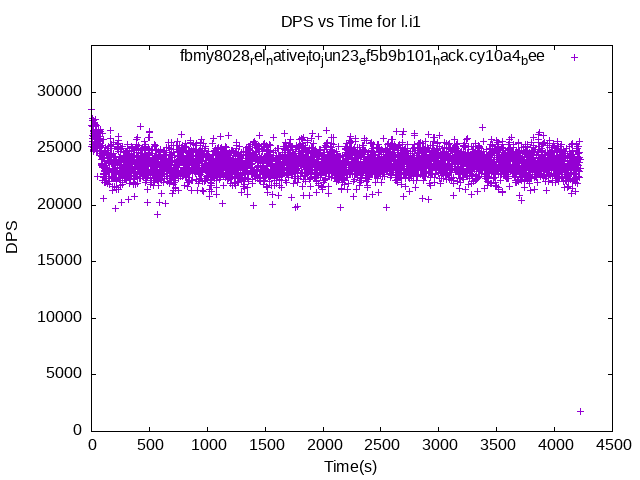 DPS vs Time for l.i1
fbmy8028relnativeltojun23ef5b9b101hack.cy10a4bee
30000
25000
20000
15000
10000
5000
0
DPS
0 500 1000 1500 2000 2500 3000 3500 4000 4500
Time(s)